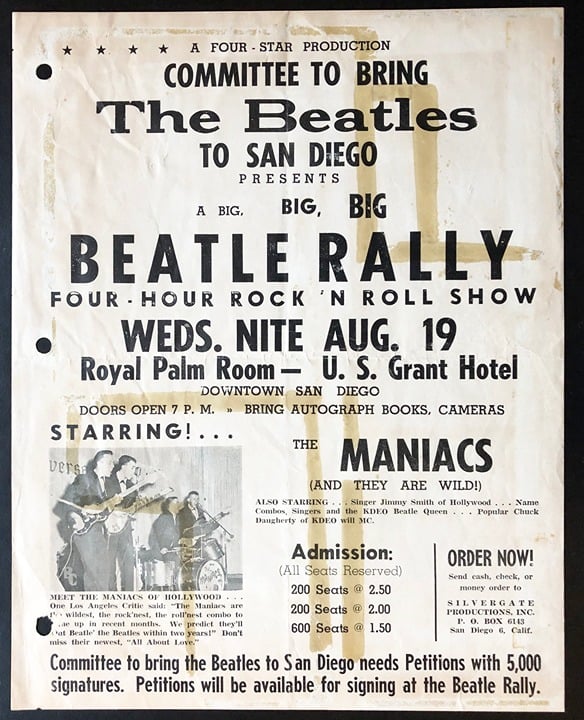 ★ ★ ★ ★ A FOUR-STAR PRODUCTION
COMMITTEE TO BRING
The Beatles
TO SAN DIEGO
PRESENTS
A BIG, BIG, BIG
BEATLE RALLY
FOUR-HOUR ROCK 'N ROLL SHOW
WEDS. NITE AUG. 19
Royal Palm Room — U. S. Grant Hotel
DOWNTOWN SAN DIEGO
DOORS OPEN 7 P. M. » BRING AUTOGRAPH BOOKS, CAMERAS
STARRING!...
THE MANIACS
(AND THEY ARE WILD!)
ALSO STARRING . . . Singer Jimmy Smith of Hollywood . . . Name
Combos, Singers and the KDEO Beatle Queen . . . Popular Chuck
Daugherty of KDEO will MC.
MEET THE MANIACS OF HOLLYWOOD . . .
One Los Angeles Critic said: "The Maniacs are
wildest, the rock'nest, the roll'nest combo to
up in recent months. We predict they'll
Beatle' the Beatles within two years!" Don't
miss their newest, "All About Love."
Admission:
(All Seats Reserved)
200 Seats @ 2.50
200 Seats @ 2.00
600 Seats @ 1.50
ORDER NOW!
Send cash, check, or
money order to
SILVERGATE
PRODUCTIONS, INC.
P. O. BOX 6143
San Diego 6, Calif.
Committee to bring the Beatles to San Diego needs Petitions with 5,000
signatures. Petitions will be available for signing at the Beatle Rally.